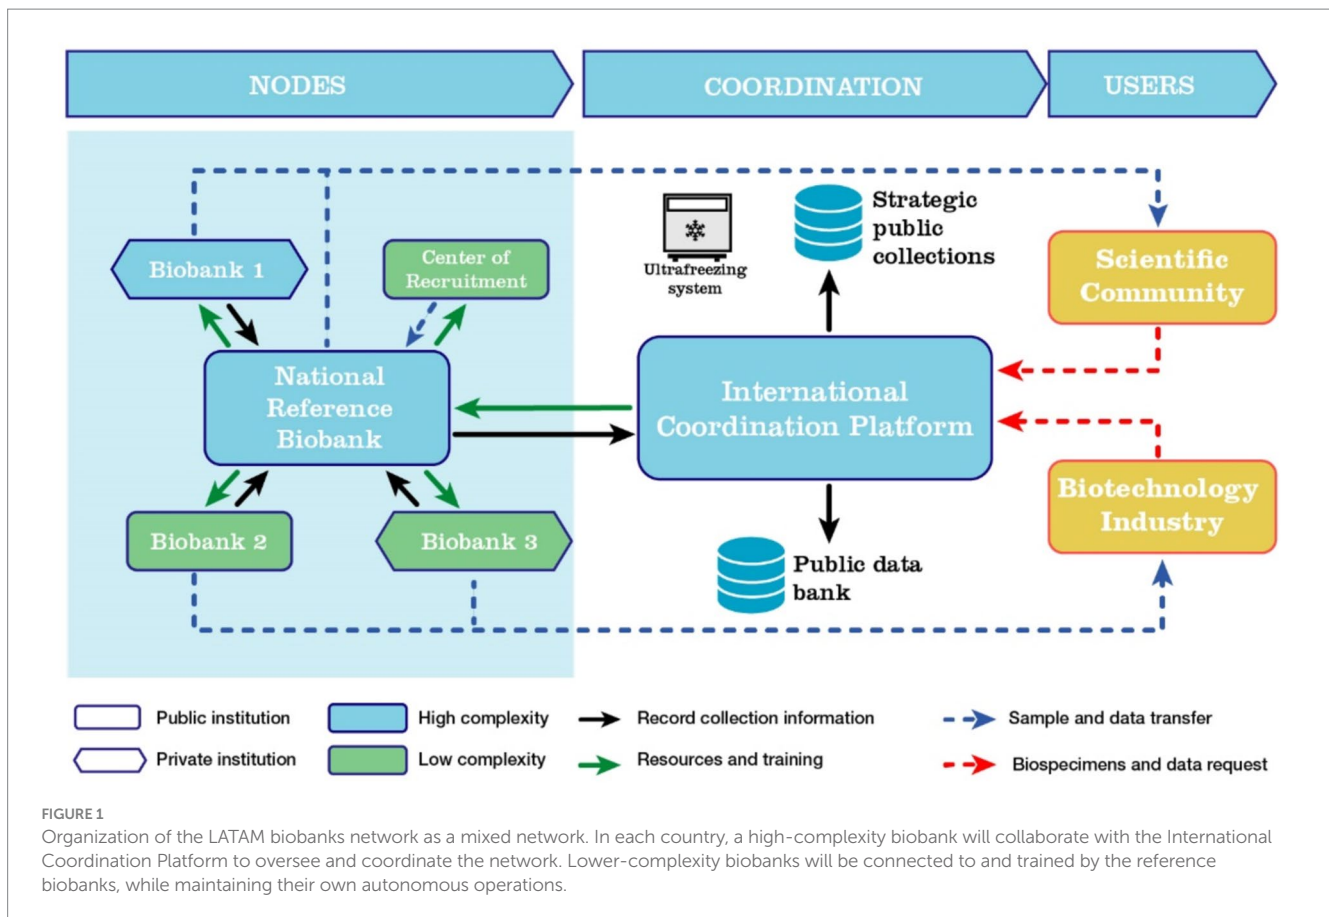 NODES
COORDINATION
USERS
Biobank 1
Center of
Recruitment
National
Reference
Biobank
Biobank 2
Biobank 3
Ultrafreezing
system
Strategic
public
collections
International
Coordination Platform
Public data
bank
Scientific
Community
Biotechnology
Industry
Public institution
High complexity
Record collection information
Sample and data transfer
Private institution
Low complexity
Resources and training
Biospecimens and data request
FIGURE 1
Organization of the LATAM biobanks network as a mixed network. In each country, a high-complexity biobank will collaborate with the International
Coordination Platform to oversee and coordinate the network. Lower-complexity biobanks will be connected to and trained by the reference
biobanks, while maintaining their own autonomous operations.